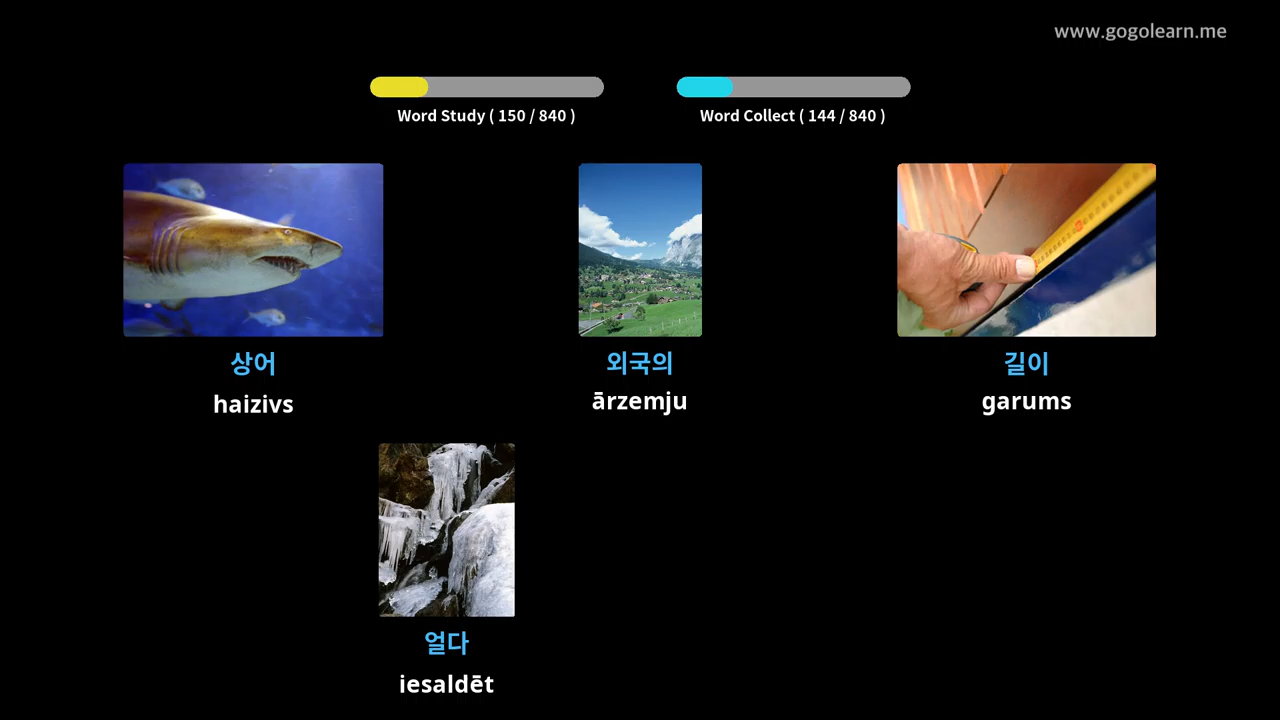 www.gogolearn.me
Word Study ( 150 / 840 )
Word Collect ( 144 / 840 )
상어
haizivs
외국의
ārzemju
길이
garums
얼다
iesaldēt